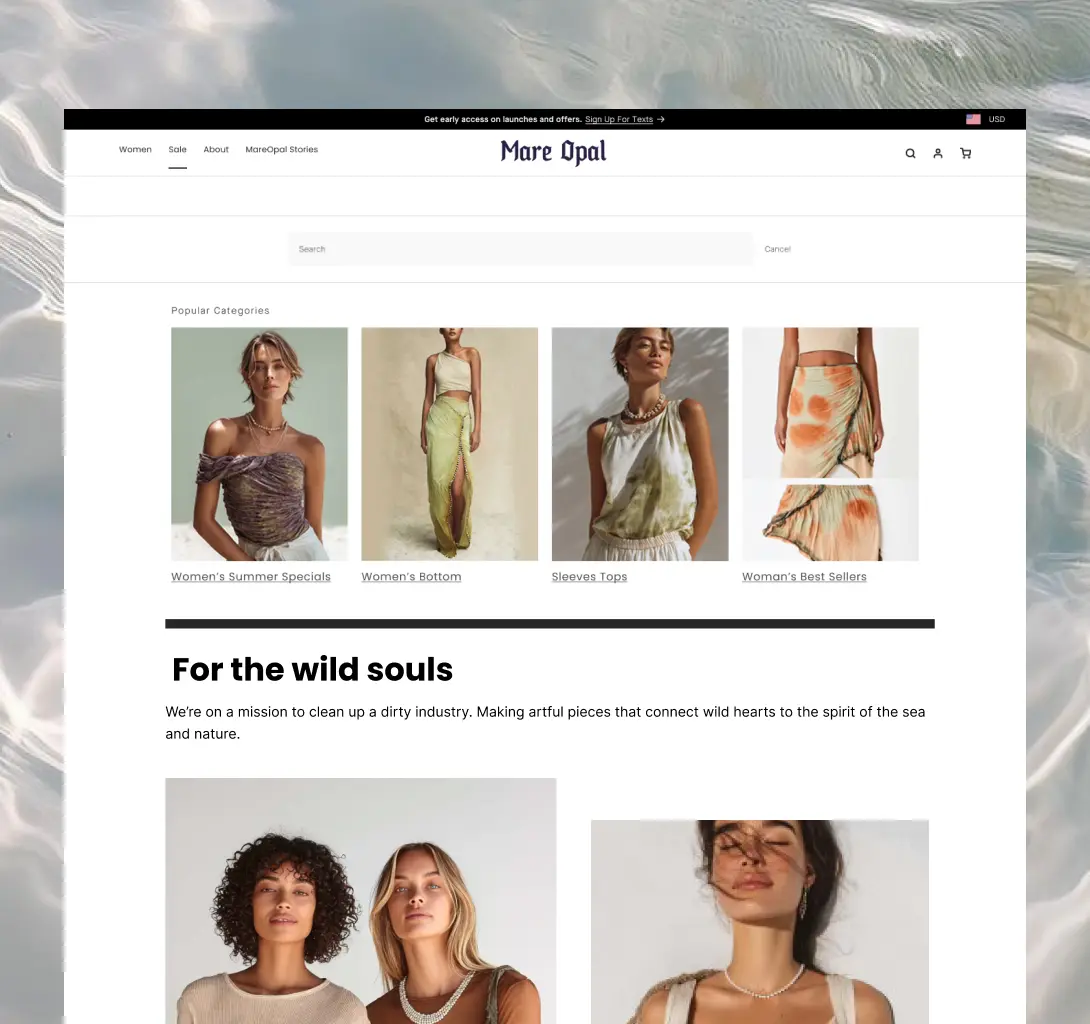 Get early access on launches and offers. Sign Up For Texts →
USD
Women Sale About MareOpal Stories
Mare Opal
Search
Cancel
Popular Categories
Women's Summer Specials
Women's Bottom
Sleeves Tops
Woman's Best Sellers
For the wild souls
We're on a mission to clean up a dirty industry. Making artful pieces that connect wild hearts to the spirit of the sea
and nature.